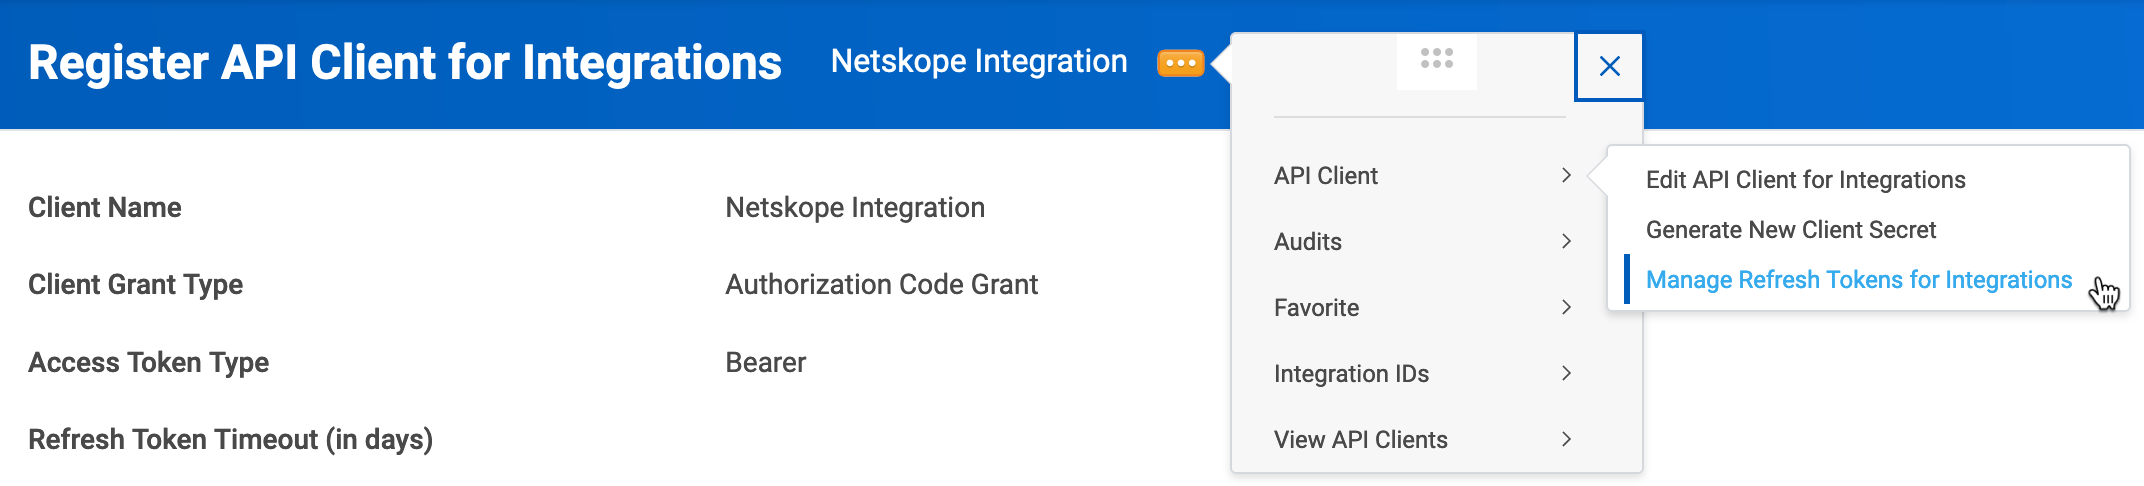 Register API Client for Integrations Netskope Integration
Client Name Netskope Integration
Client Grant Type Authorization Code Grant
Access Token Type Bearer
Refresh Token Timeout (in days)
API Client
Audits
Favorite
Integration IDs
View API Clients
Edit API Client for Integrations
Generate New Client Secret
Manage Refresh Tokens for Integrations